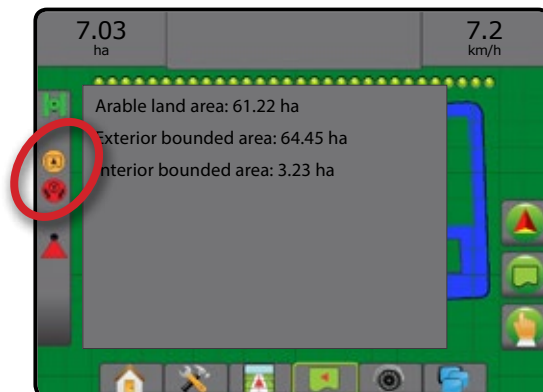 7.03
ha
7.2
km/h
Arable land area: 61.22 ha
Exterior bounded area: 64.45 ha
Interior bounded area: 3.23 ha